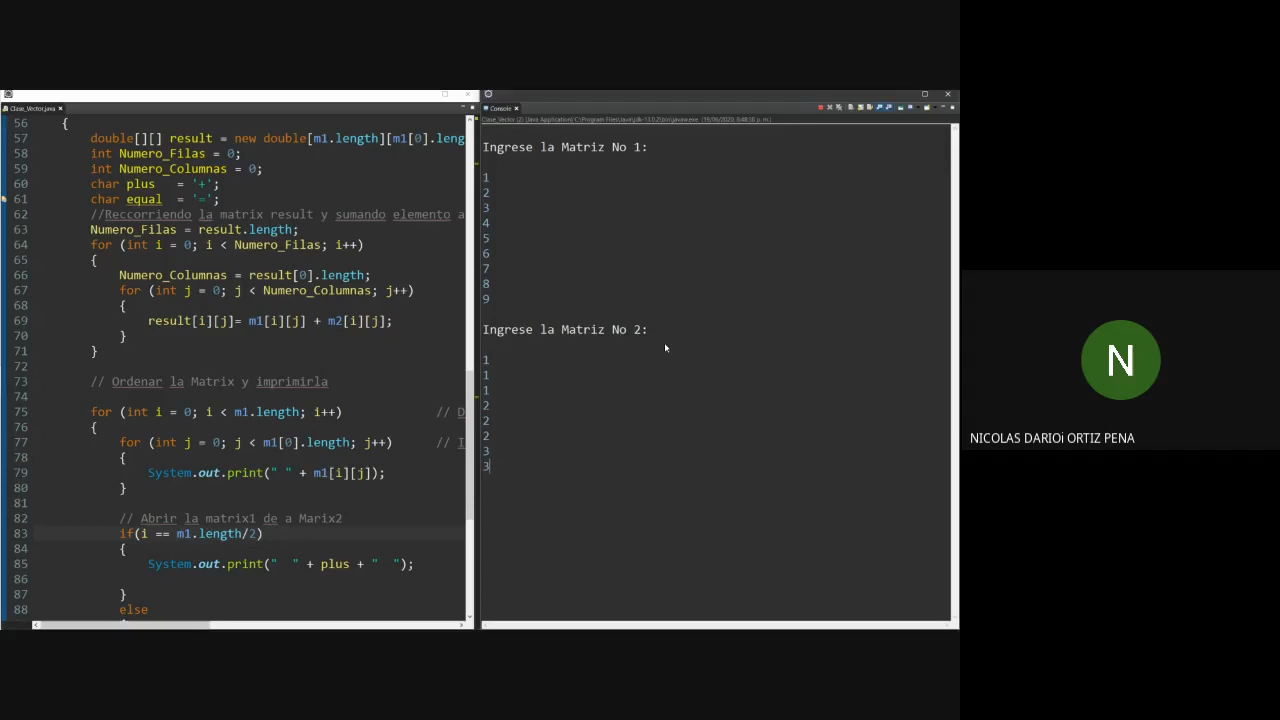 Clase_Vector.java
56 {
57 double[][] result = new double[m1.length][m1[0].leng
58 int Numero_Filas = 0;
59 int Numero_Columnas = 0;
60 char plus = '+';
61 char equal = '=';
62 //Reccorriendo la matrix result y sumando elemento a
63 Numero_Filas = result.length;
64 for (int i = 0; i < Numero_Filas; i++)
65 {
66 Numero_Columnas = result[0].length;
67 for (int j = 0; j < Numero_Columnas; j++)
68 {
69 result[i][j]= m1[i][j] + m2[i][j];
70 }
71 }
72
73 // Ordenar la Matrix y imprimirla
74
75 for (int i = 0; i < m1.length; i++) // D
76 {
77 for (int j = 0; j < m1[0].length; j++) // I
78 {
79 System.out.print(" " + m1[i][j]);
80 }
81
82 // Abrir la matrix1 de a Marix2
83 if(i == m1.length/2)
84 {
85 System.out.print("  " + plus + "  ");
86
87 }
88 else
Console
Clase_Vector (2) [Java Application] C:\Program Files\Java\jdk-13.0.2\bin\javaw.exe (19/06/2020, 8:48:38 p. m.)
Ingrese la Matriz No 1:
1
2
3
4
5
6
7
8
9
Ingrese la Matriz No 2:
1
1
1
2
2
2
3
3
N
NICOLAS DARIOi ORTIZ PENA